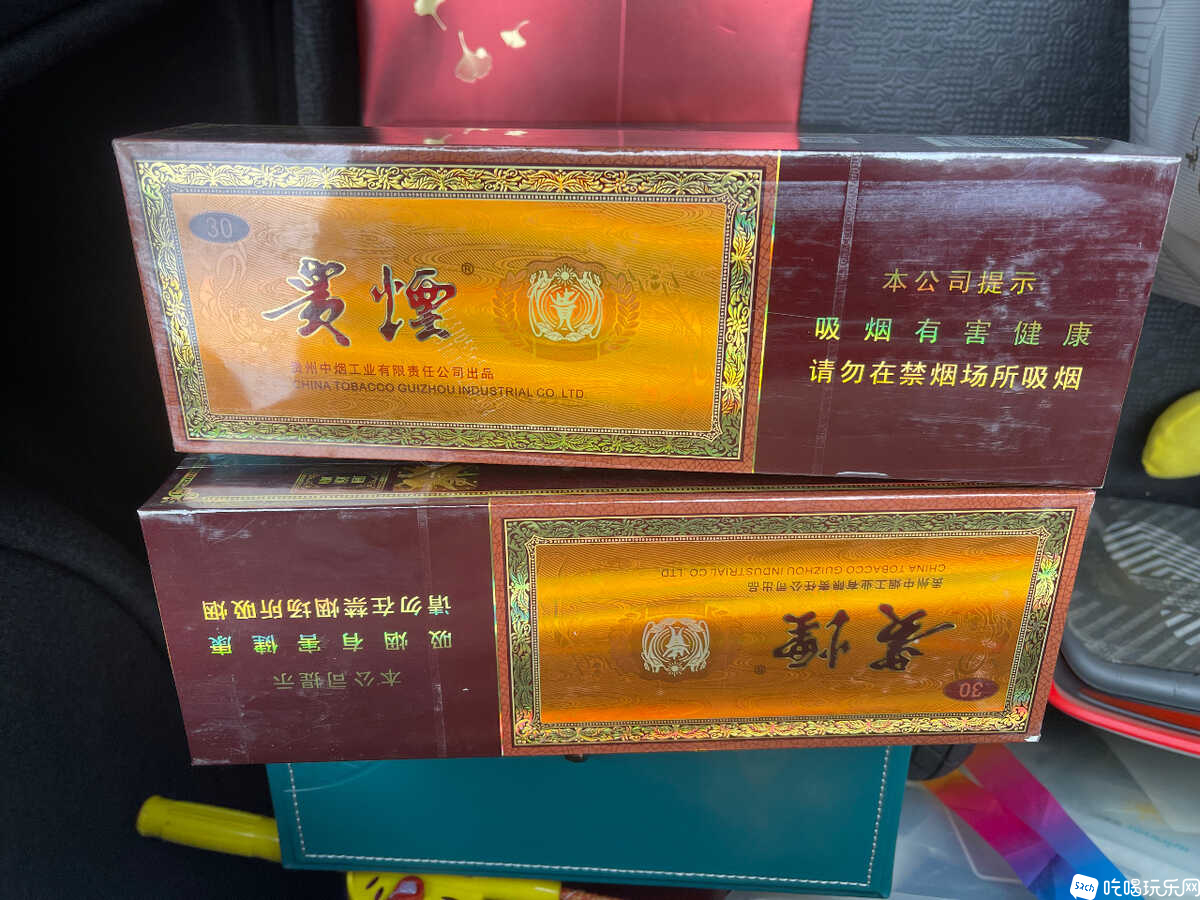 30
貴煙®
贵州中烟工业有限责任公司出品
CHINA TOBACCO GUIZHOU INDUSTRIAL CO. LTD
本公司提示
吸烟有害健康
请勿在禁烟场所吸烟
30
貴煙®
贵州中烟工业有限责任公司出品
CHINA TOBACCO GUIZHOU INDUSTRIAL CO. LTD
本公司提示
吸烟有害健康
请勿在禁烟场所吸烟
吃喝玩乐网